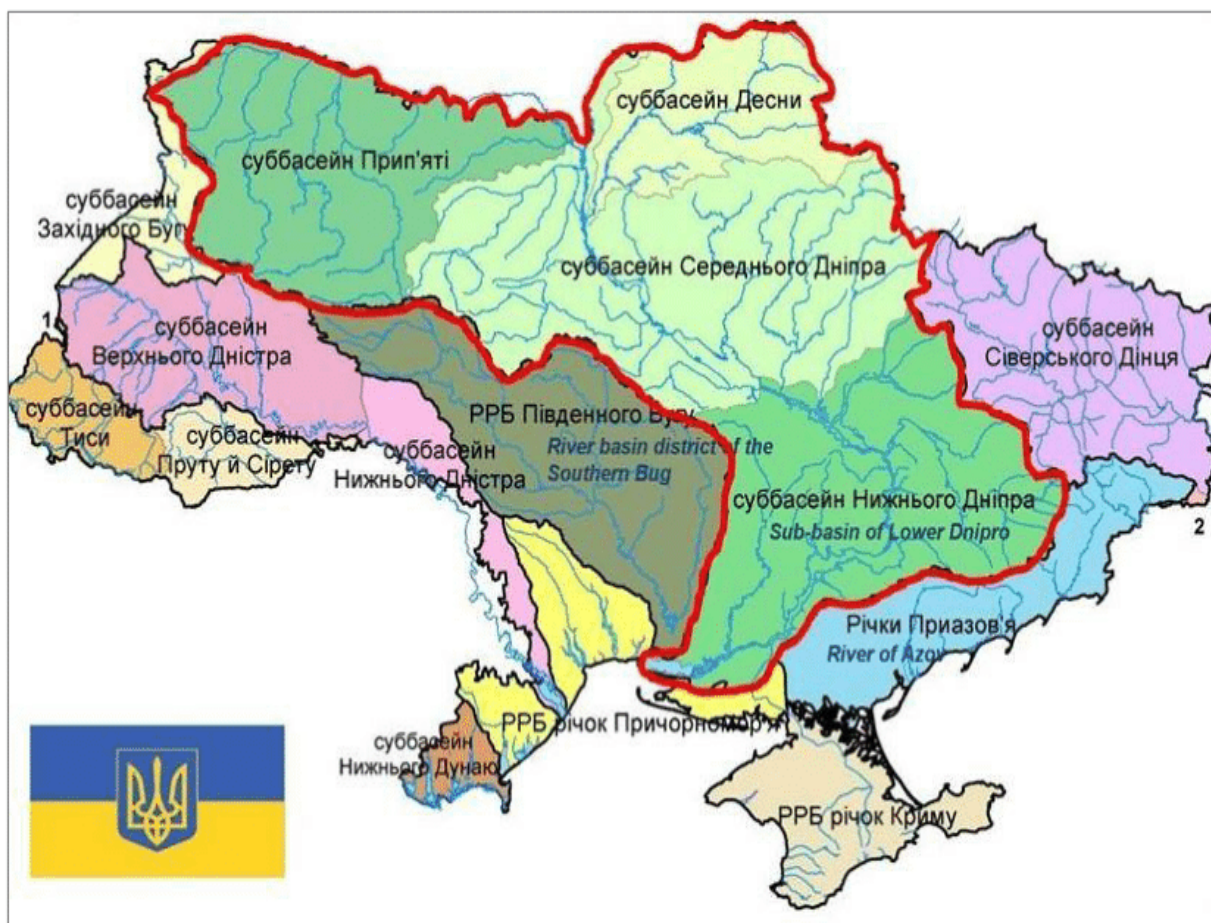 суббасейн Десни
суббасейн Прип'яті
суббасейн
Західного Бугу
суббасейн Середнього Дніпра
1
суббасейн
Верхнього Дністра
суббасейн
Сіверського Дінця
суббасейн
Тиси
суббасейн
Пруту й Сірету
РРБ Південного Бугу
River basin district of the
Southern Bug
суббасейн
Нижнього Дністра
суббасейн Нижнього Дніпра
Sub-basin of Lower Dnipro
2
Річки Приазов'я
River of Azov
РРБ річок Причорномор'я
суббасейн
Нижнього Дунаю
РРБ річок Криму